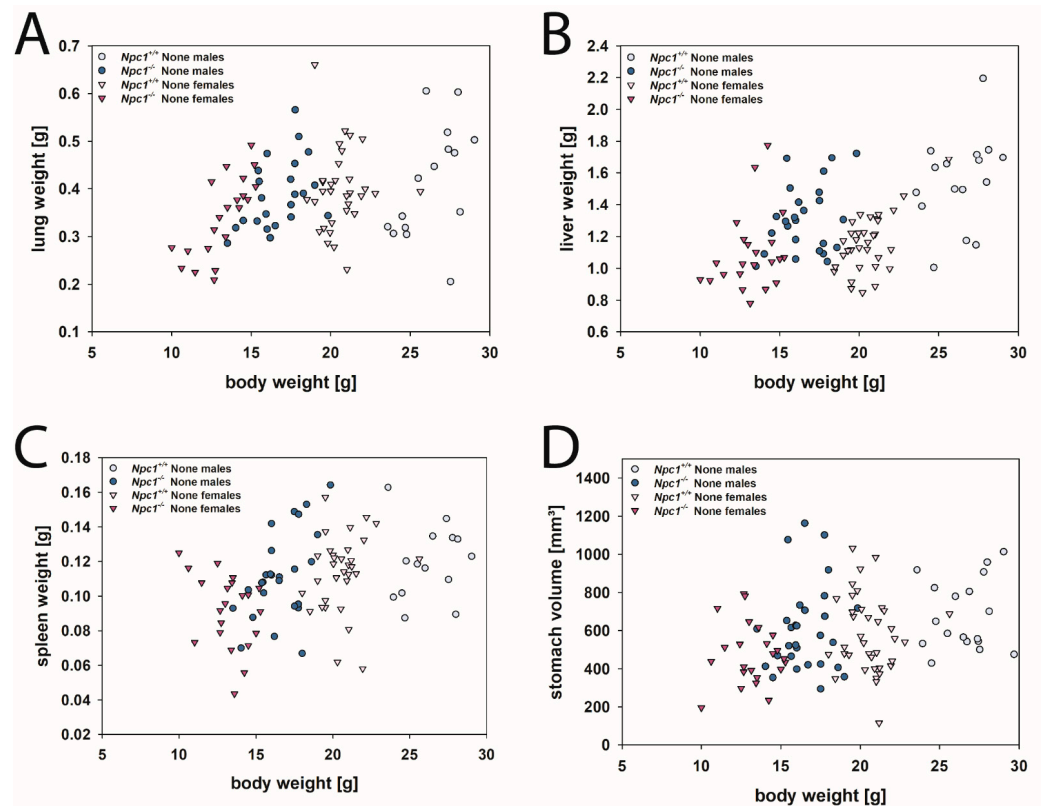 A
B
0.7
0.6
0.5
0.4
0.3
0.2
0.1
lung weight [g]
Npc1+/+ None males
Npc1-/- None males
Npc1+/+ None females
Npc1-/- None females
5 10 15 20 25 30
body weight [g]
2.4
2.2
2.0
1.8
1.6
1.4
1.2
1.0
0.8
0.6
liver weight [g]
Npc1+/+ None males
Npc1-/- None males
Npc1+/+ None females
Npc1-/- None females
5 10 15 20 25 30
body weight [g]
C
D
0.18
0.16
0.14
0.12
0.10
0.08
0.06
0.04
0.02
spleen weight [g]
Npc1+/+ None males
Npc1-/- None males
Npc1+/+ None females
Npc1-/- None females
5 10 15 20 25 30
body weight [g]
1400
1200
1000
800
600
400
200
0
stomach volume [mm³]
Npc1+/+ None males
Npc1-/- None males
Npc1+/+ None females
Npc1-/- None females
5 10 15 20 25 30
body weight [g]